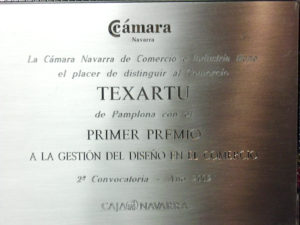 Cámara
Navarra
La Cámara Navarra de Comercio e Industria tiene
el placer de distinguir al Comercio
TEXARTU
de Pamplona con el
PRIMER PREMIO
A LA GESTIÓN DEL DISEÑO EN EL COMERCIO
2ª Convocatoria - Año
CAJA NAVARRA